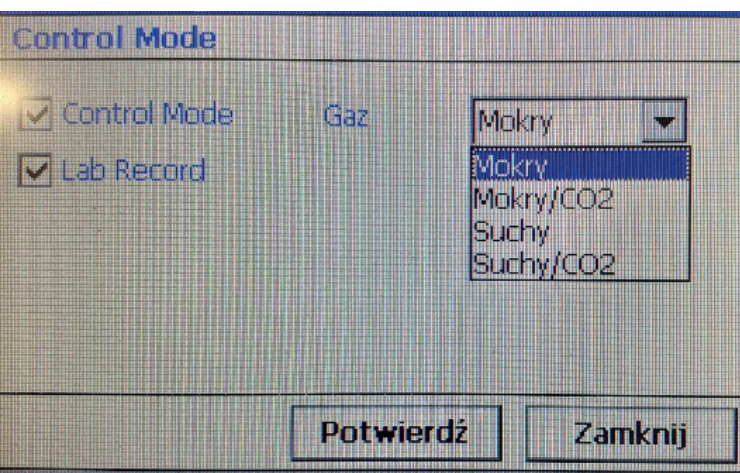 Control Mode
Control Mode Gaz Mokry
Lab Record
Mokry
Mokry/CO2
Suchy
Suchy/CO2
Potwierdź Zamknij